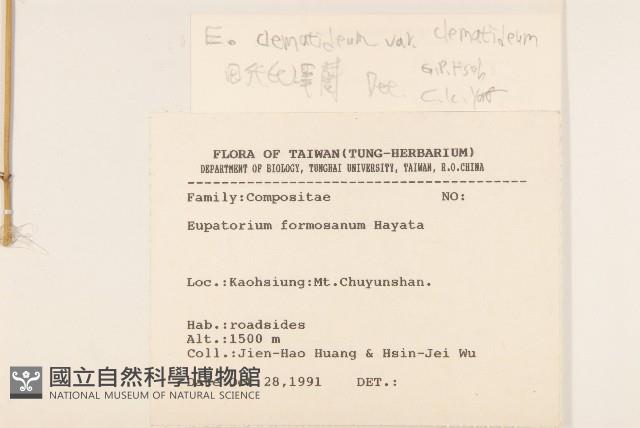 E. clematideum var. clematideum
田代氏澤蘭 Det. G.P. Hsieh
FLORA OF TAIWAN(TUNG-HERBARIUM)
DEPARTMENT OF BIOLOGY, TUNGHAI UNIVERSITY, TAIWAN, R.O.CHINA
Family:Compositae NO:
Eupatorium formosanum Hayata
Loc.:Kaohsiung:Mt.Chuyunshan.
Hab.:roadsides
Alt.:1500 m
Coll.:Jien-Hao Huang & Hsin-Jei Wu
28,1991 DET.:
國立自然科學博物館
NATIONAL MUSEUM OF NATURAL SCIENCE